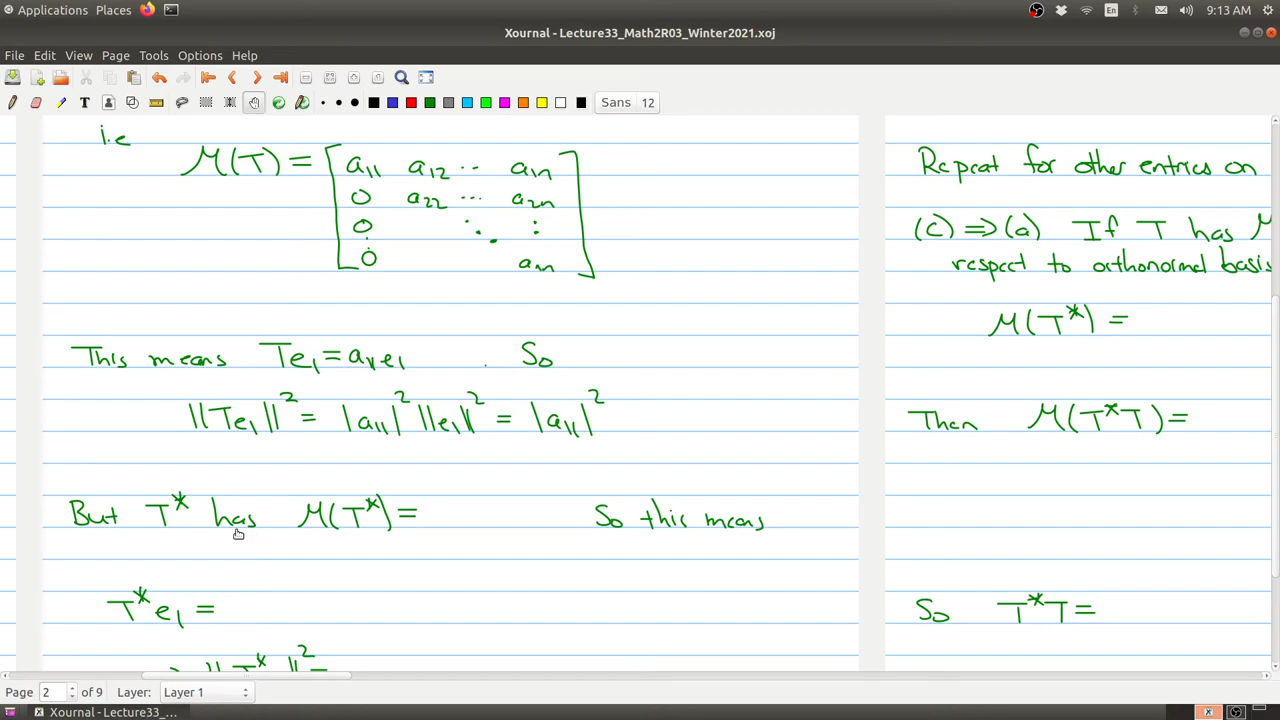 Applications Places En 9:13 AM
Xournal - Lecture33_Math2R03_Winter2021.xoj
File Edit View Page Tools Options Help
Sans 12
i.e
M(T) = [ a11 a12 ... a1n
0 a22 ... a2n
0 ⋱ :
: 0 ann ]
This means Te1 = a11e1 . So
||Te1||² = |a11|² ||e1||² = |a11|²
But T* has M(T*) = So this means
T*e1 =
Repeat for other entries on
(c) ⇒ (a) If T has M
respect to orthonormal basis
M(T*) =
Then M(T*T) =
So T*T =
Page 2 of 9 Layer: Layer 1
Xournal - Lecture33_...